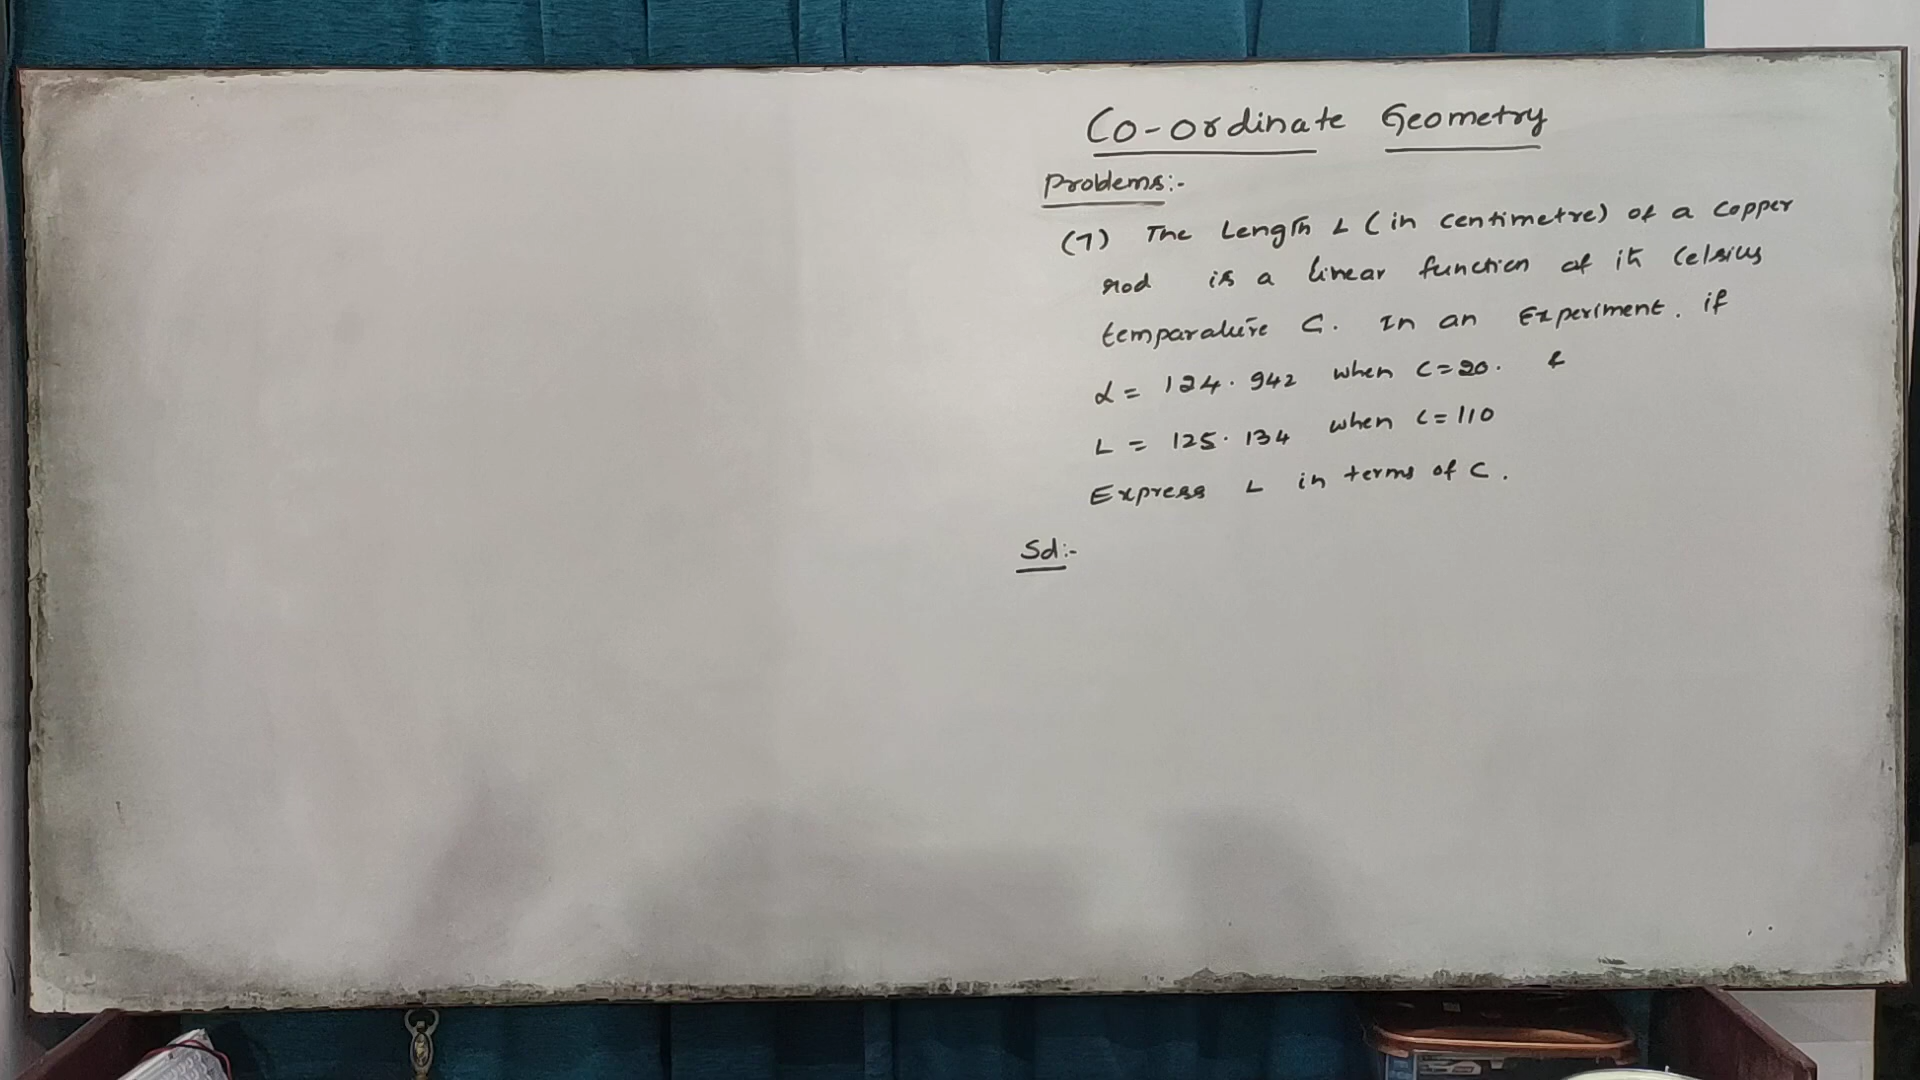 Co-ordinate Geometry
Problems:-
(7) The Length L (in centimetre) of a Copper
rod is a linear function of its Celsius
temparature C. In an Experiment. if
L = 124.942 when C=20. &
L = 125.134 when C=110
Express L in terms of C.
Sol:-